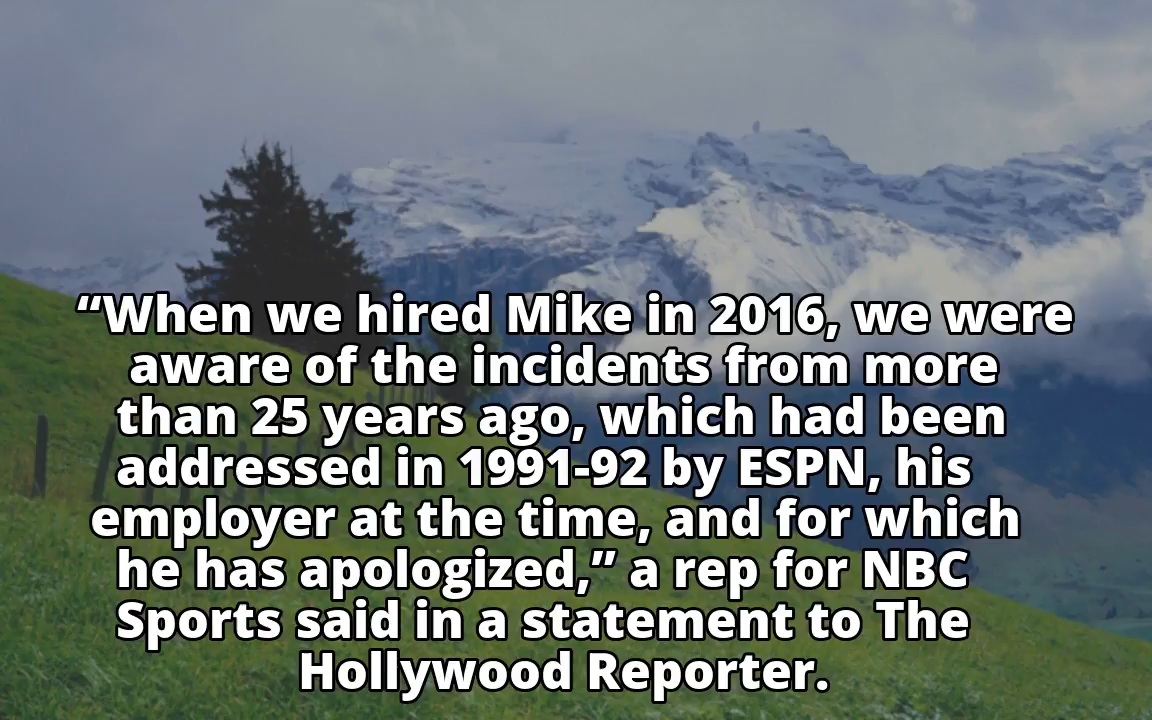 “When we hired Mike in 2016, we were
aware of the incidents from more
than 25 years ago, which had been
addressed in 1991-92 by ESPN, his
employer at the time, and for which
he has apologized,” a rep for NBC
Sports said in a statement to The
Hollywood Reporter.